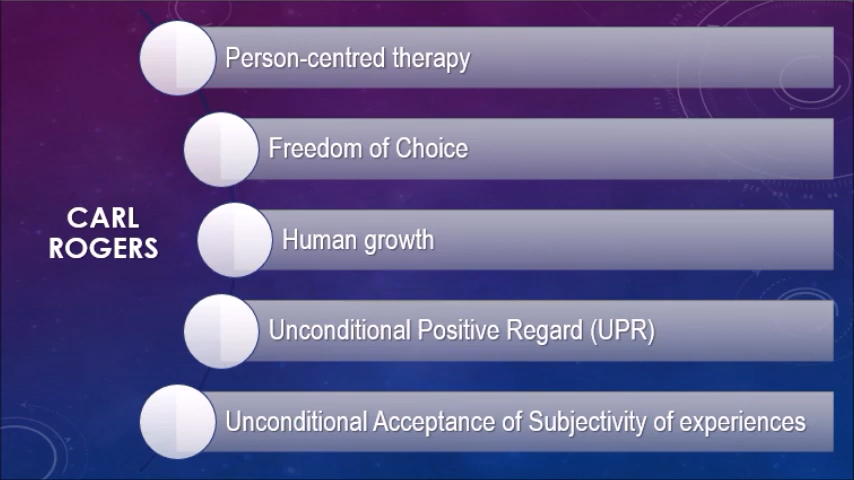 Person-centred therapy
Freedom of Choice
CARL
ROGERS
Human growth
Unconditional Positive Regard (UPR)
Unconditional Acceptance of Subjectivity of experiences